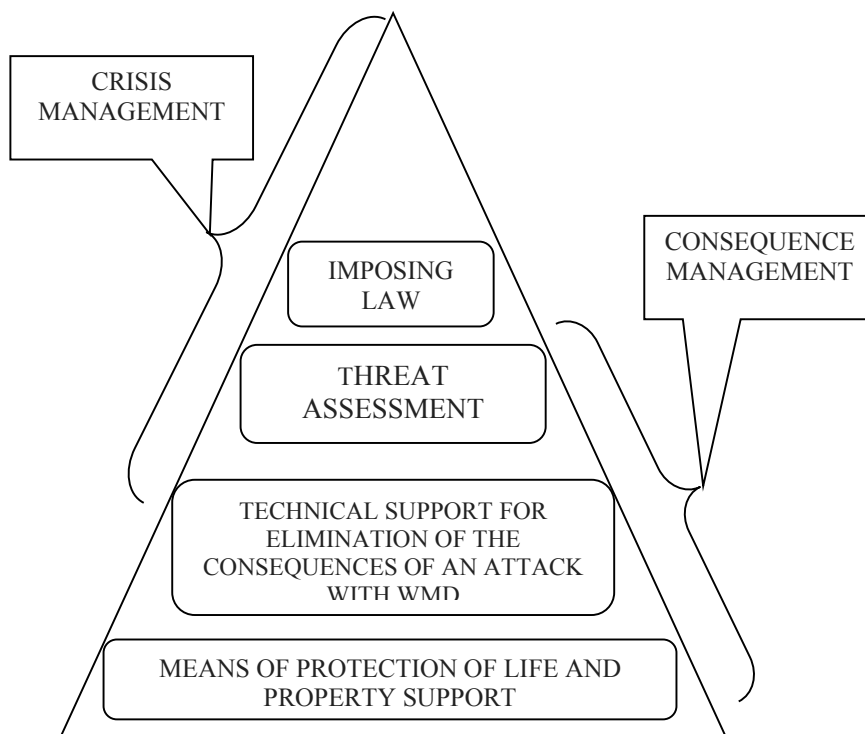 CRISIS
MANAGEMENT
CONSEQUENCE
MANAGEMENT
IMPOSING
LAW
THREAT
ASSESSMENT
TECHNICAL SUPPORT FOR
ELIMINATION OF THE
CONSEQUENCES OF AN ATTACK
WITH WMD
MEANS OF PROTECTION OF LIFE AND
PROPERTY SUPPORT